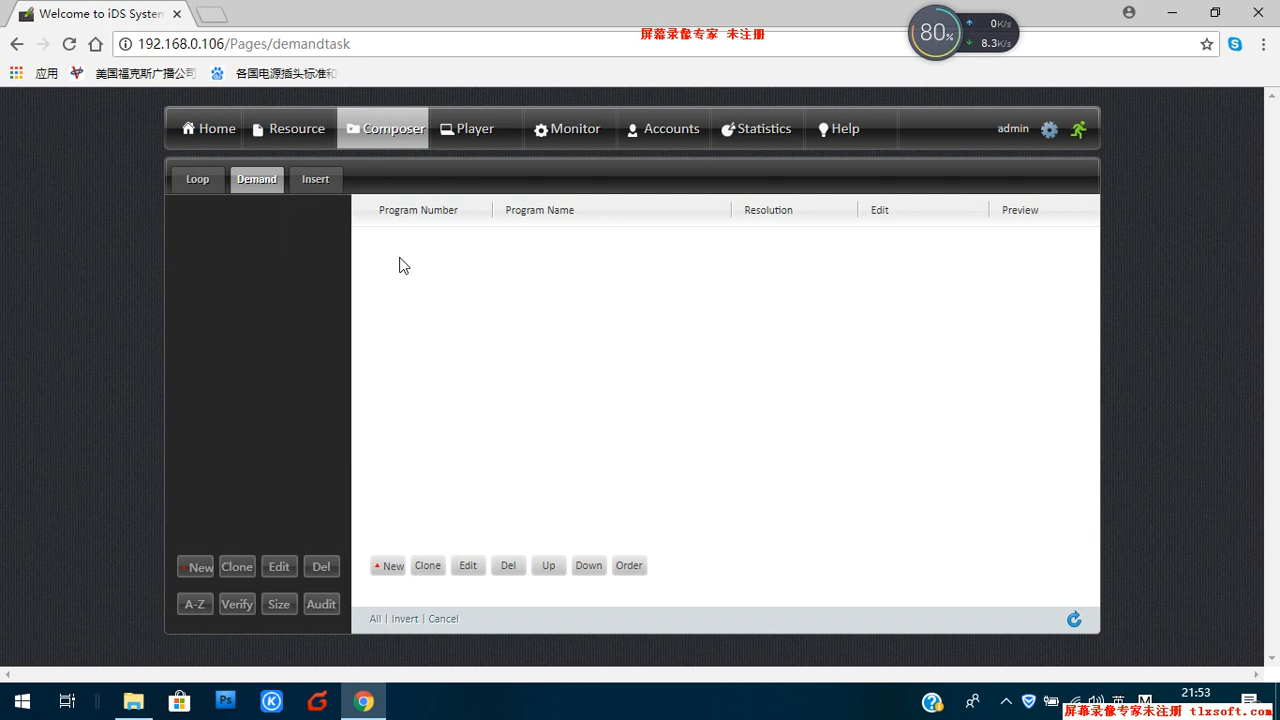 Welcome to iDS System
80%
0K/s
8.3K/s
屏幕录像专家 未注册
192.168.0.106/Pages/demandtask
应用
美国福克斯广播公司
各国电源插头标准和
Home
Resource
Composer
Player
Monitor
Accounts
Statistics
Help
admin
Loop
Demand
Insert
Program Number
Program Name
Resolution
Edit
Preview
New Clone Edit Del
A-Z Verify Size Audit
New Clone Edit Del Up Down Order
All | Invert | Cancel
英
M
21:53
屏幕录像专家未注册 tlxsoft.com